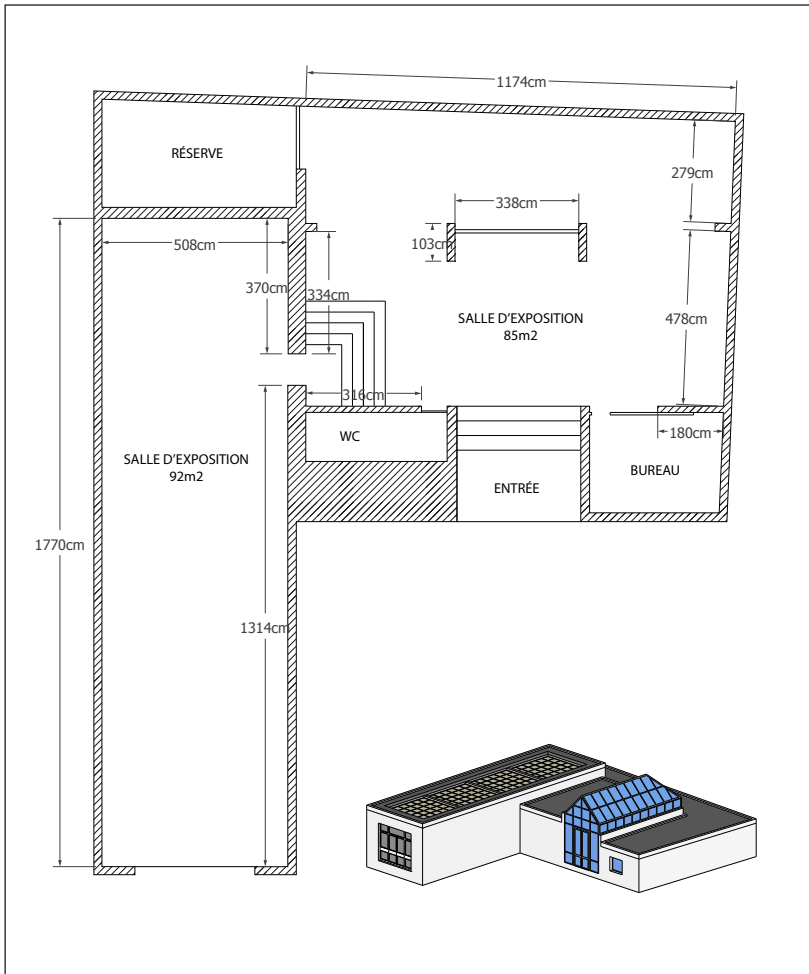 1174cm
RÉSERVE
279cm
338cm
103cm
508cm
370cm
334cm
SALLE D'EXPOSITION
85m2
478cm
316cm
180cm
WC
SALLE D'EXPOSITION
92m2
BUREAU
ENTRÉE
1770cm
1314cm